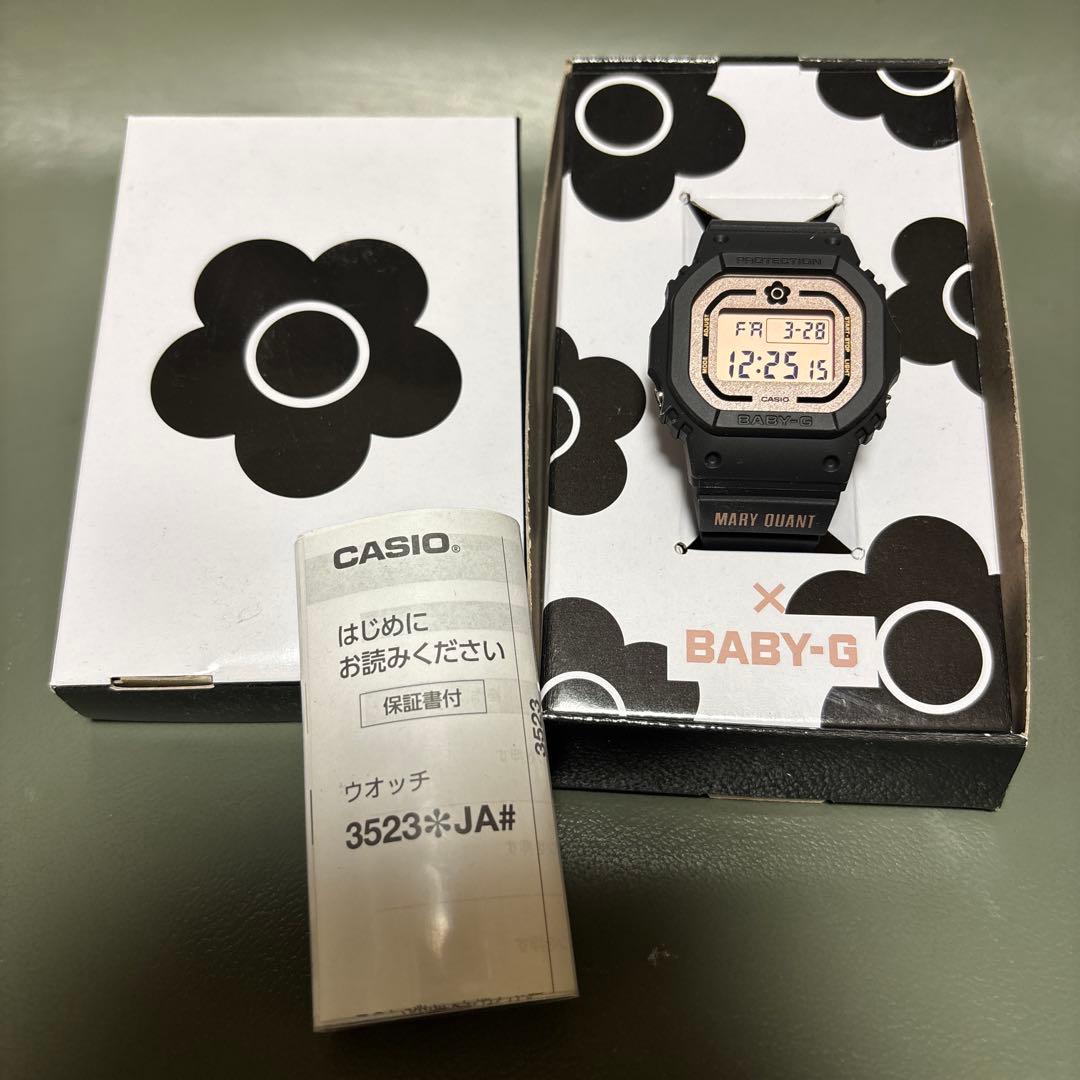 PROTECTION
ADJUST
MODE
START·STOP
LIGHT
FR 3-28
12:25 15
CASIO
BABY-G
MARY QUANT
×
BABY-G
CASIO®
はじめに
お読みください
保証書付
3523
ウオッチ
3523*JA#